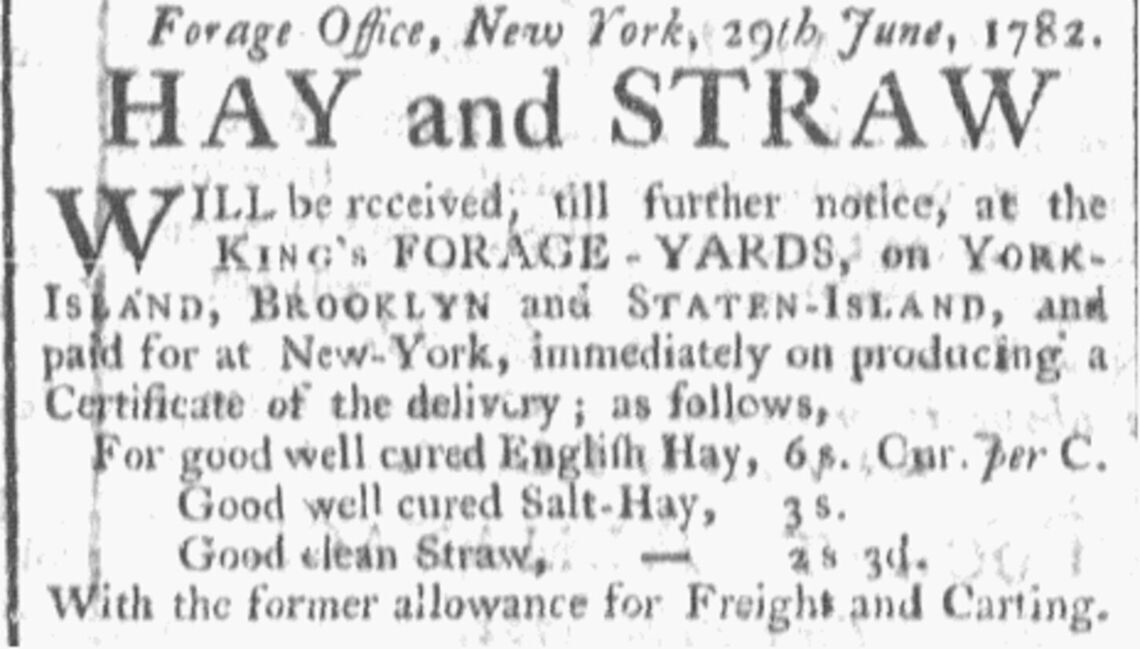 Forage Office, New York, 29th June, 1782.
HAY and STRAW
WILL be received, till further notice, at the
KING's FORAGE-YARDS, on YORK-
ISLAND, BROOKLYN and STATEN-ISLAND, and
paid for at New-York, immediately on producing a
Certificate of the delivery; as follows,
For good well cured Engliſh Hay, 6 s. Cur. per C.
Good well cured Salt-Hay, 3 s.
Good clean Straw, — 2 s 3d.
With the former allowance for Freight and Carting.